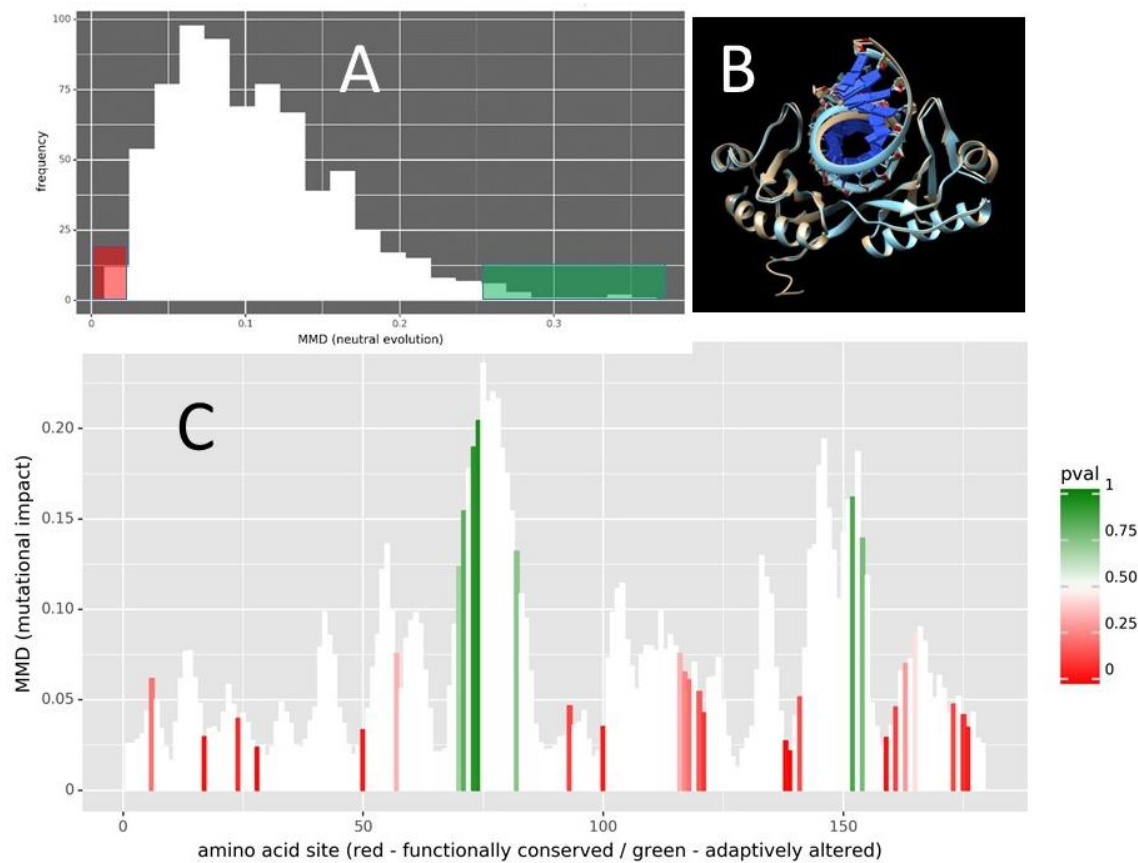 A
100
75
50
25
0
frequency
0
0.1
0.2
0.3
MMD (neutral evolution)
B
C
MMD (mutational impact)
0.20
0.15
0.10
0.05
0
0
50
100
150
amino acid site (red - functionally conserved / green - adaptively altered)
pval
1
0.75
0.50
0.25
0